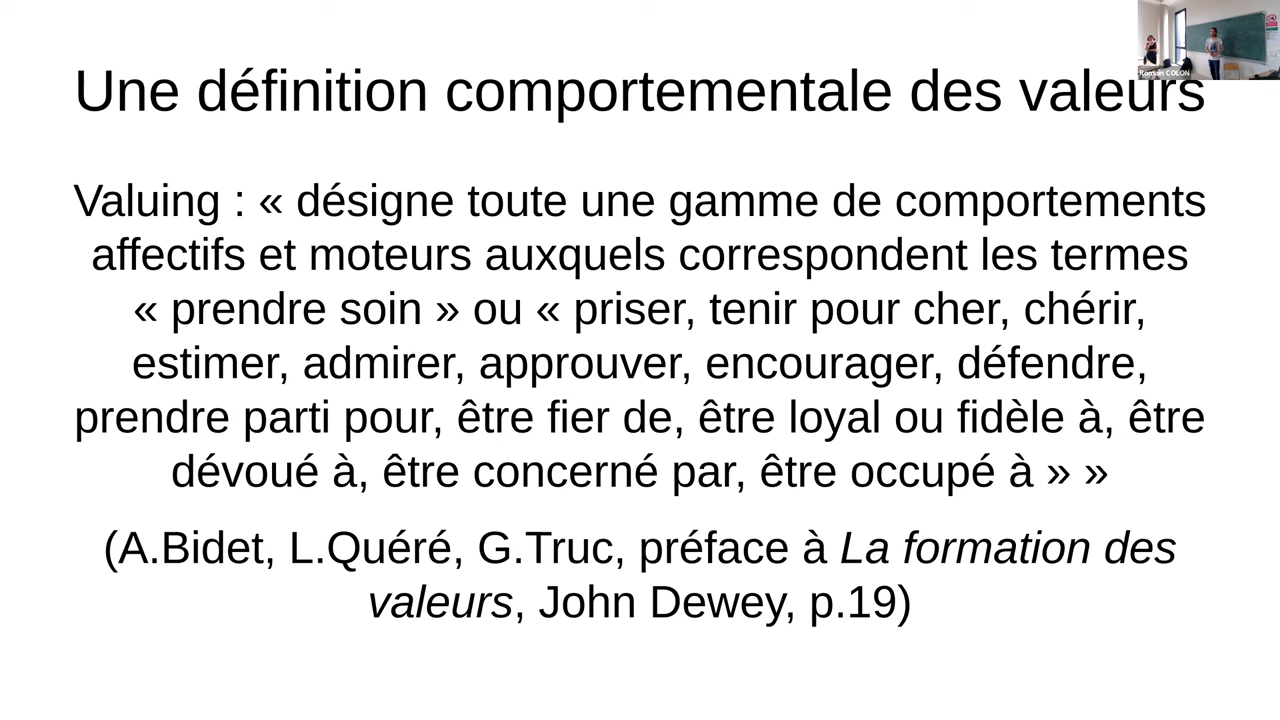 Romain COLON
Une définition comportementale des valeurs
Valuing : « désigne toute une gamme de comportements
affectifs et moteurs auxquels correspondent les termes
« prendre soin » ou « priser, tenir pour cher, chérir,
estimer, admirer, approuver, encourager, défendre,
prendre parti pour, être fier de, être loyal ou fidèle à, être
dévoué à, être concerné par, être occupé à » »
(A.Bidet, L.Quéré, G.Truc, préface à La formation des
valeurs, John Dewey, p.19)